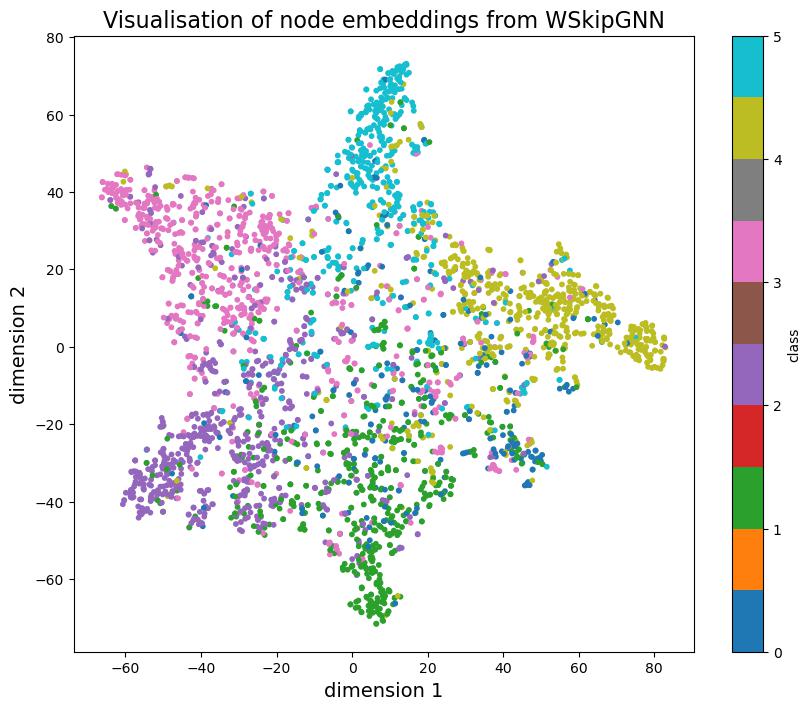 Visualisation of node embeddings from WSkipGNN
80
60
40
20
0
−20
−40
−60
dimension 2
−60 −40 −20 0 20 40 60 80
dimension 1
5
4
3
2
1
0
class